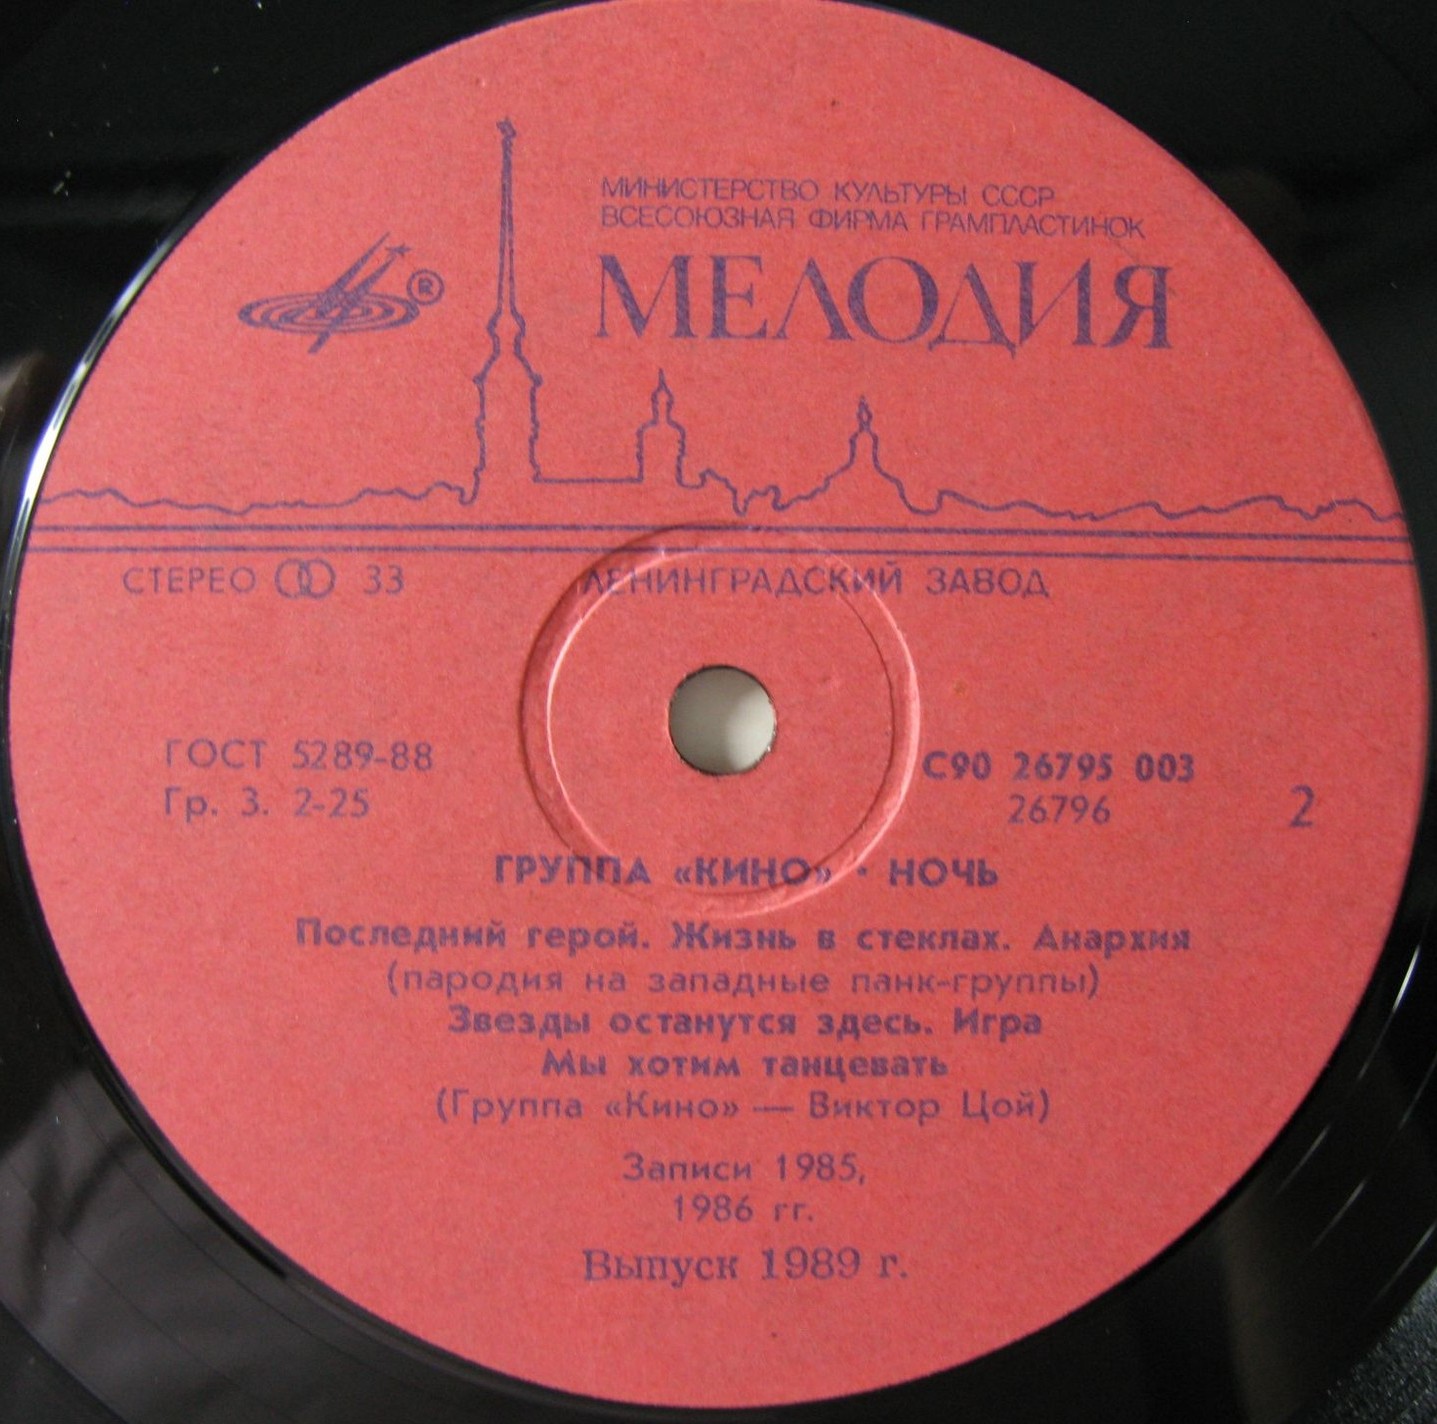 МИНИСТЕРСТВО КУЛЬТУРЫ СССР
ВСЕСОЮЗНАЯ ФИРМА ГРАМПЛАСТИНОК
МЕЛОДИЯ
®
СТЕРЕО 33
ЛЕНИНГРАДСКИЙ ЗАВОД
ГОСТ 5289-88
Гр. 3. 2-25
С90 26795 003
26796
2
ГРУППА «КИНО» · НОЧЬ
Последний герой. Жизнь в стеклах. Анархия
(пародия на западные панк-группы)
Звезды останутся здесь. Игра
Мы хотим танцевать
(Группа «Кино» — Виктор Цой)
Записи 1985,
1986 гг.
Выпуск 1989 г.